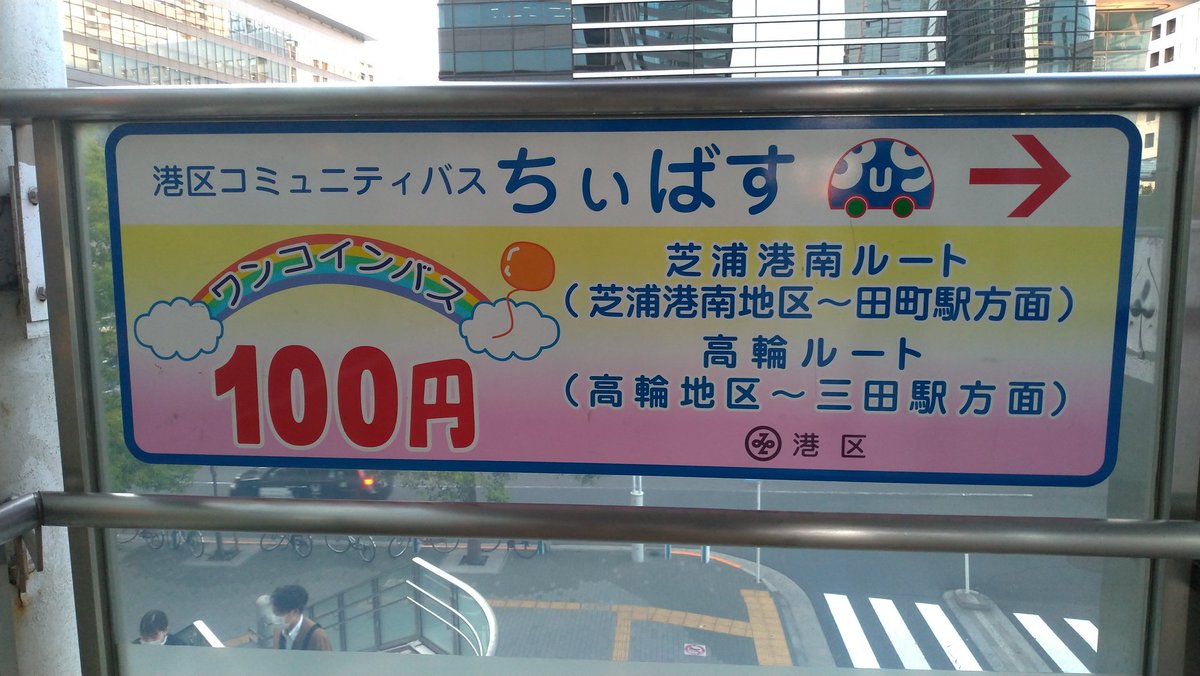 港区コミュニティバス ちぃばす
ワンコインバス
100円
芝浦港南ルート
(芝浦港南地区～田町駅方面)
高輪ルート
(高輪地区～三田駅方面)
港区